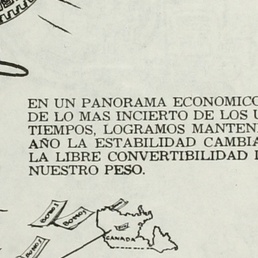 EN UN PANORAMA ECONOMICO
DE LO MAS INCIERTO DE LOS
TIEMPOS, LOGRAMOS
AÑO LA ESTABILIDAD
LA LIBRE CONVERTIBILIDAD
NUESTRO PESO.
BONOS
CANADA